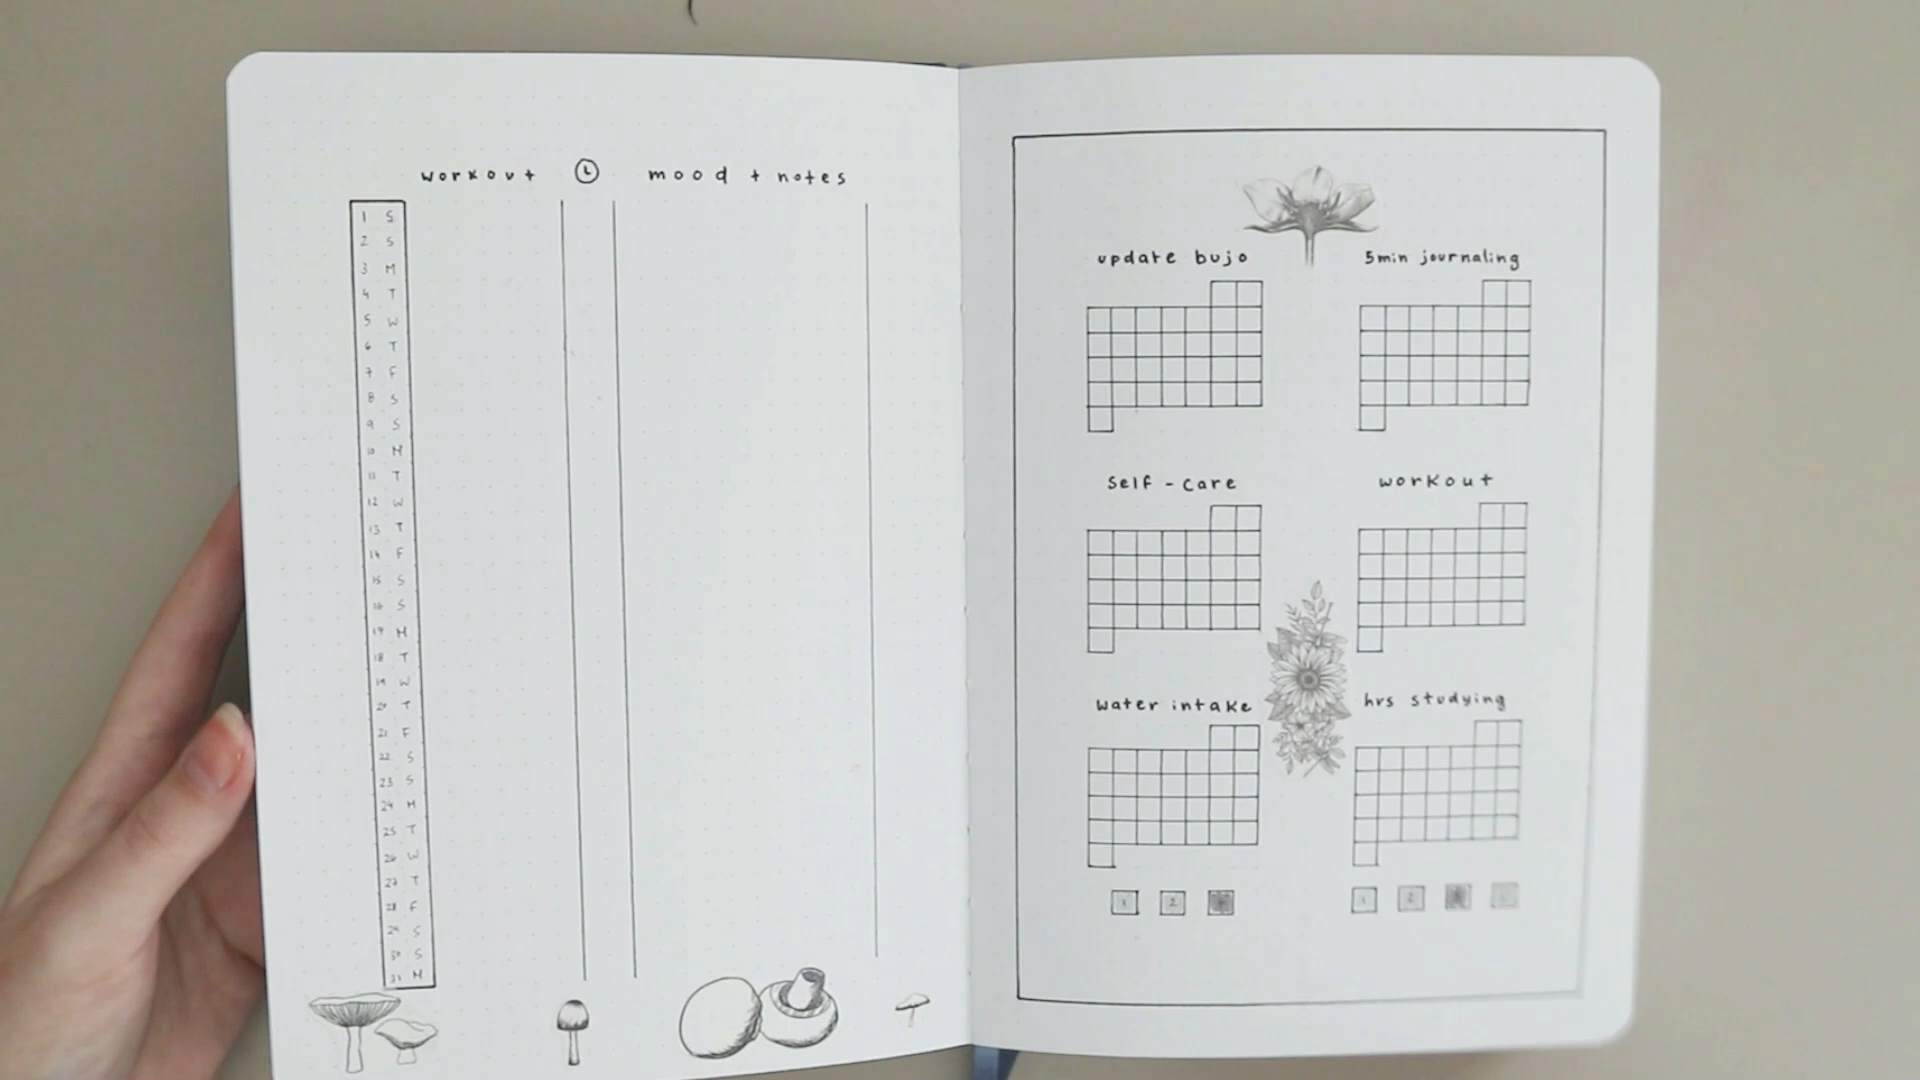 workout mood + notes
1 S
2 S
3 M
4 T
5 W
6 T
7 F
8 S
9 S
10 M
11 T
12 W
13 T
14 F
15 S
16 S
17 M
18 T
19 W
20 T
21 F
22 S
23 S
24 M
25 T
26 W
27 T
28 F
29 S
30 S
31 M
update bujo
5min journaling
self - care
workout
water intake
hrs studying
1 2
1 2